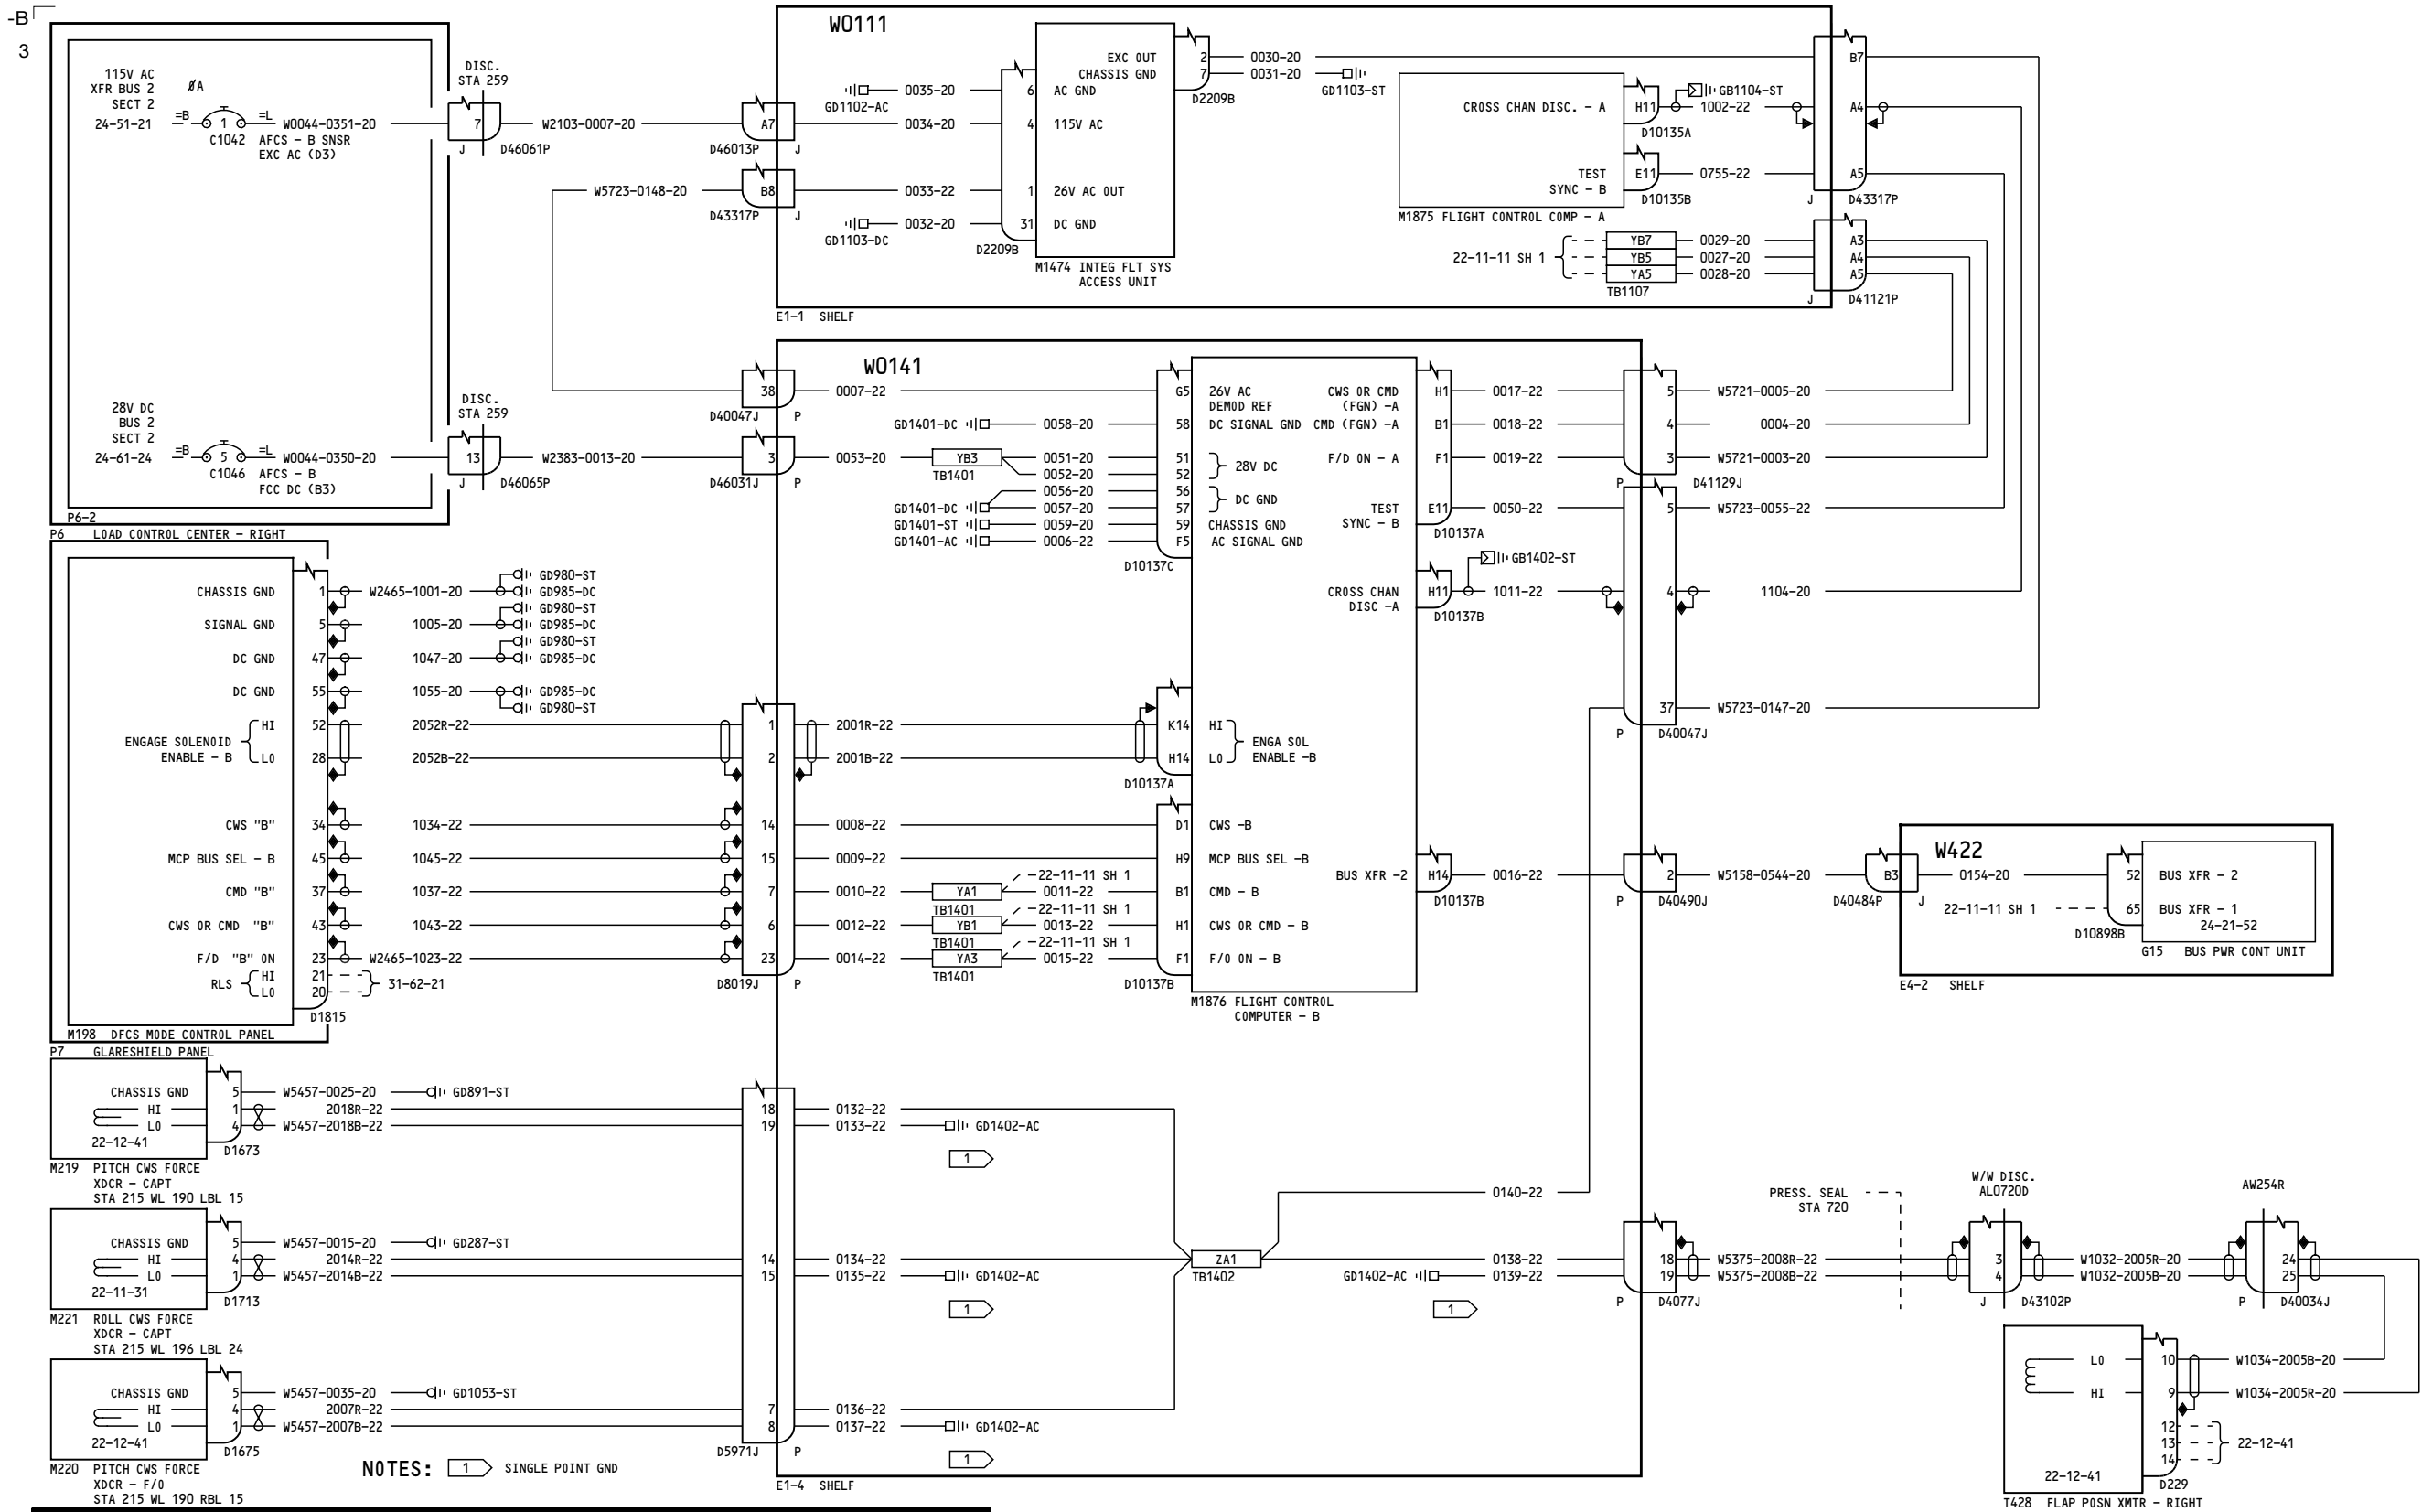 -B
3
115V AC
XFR BUS 2
SECT 2
24-51-21
ØA
=B
1
=L
C1042
W0044-0351-20
AFCS - B SNSR
EXC AC (D3)
DISC.
STA 259
7
J
D46061P
W2103-0007-20
A7
D46013P
J
W5723-0148-20
B8
D43317P
J
28V DC
BUS 2
SECT 2
24-61-24
=B
5
=L
C1046
W0044-0350-20
AFCS - B
FCC DC (B3)
DISC.
STA 259
13
J
D46065P
W2383-0013-20
P6-2
P6 LOAD CONTROL CENTER - RIGHT
W0111
GD1102-AC
0035-20
6
AC GND
0034-20
4
115V AC
0033-22
1
26V AC OUT
GD1103-DC
0032-20
31
DC GND
D2209B
EXC OUT
2
0030-20
CHASSIS GND
7
0031-20
GD1103-ST
D2209B
M1474 INTEG FLT SYS
ACCESS UNIT
CROSS CHAN DISC. - A
H11
GB1104-ST
1002-22
D10135A
TEST
SYNC - B
E11
0755-22
D10135B
M1875 FLIGHT CONTROL COMP - A
B7
A4
A5
J
D43317P
22-11-11 SH 1
YB7
0029-20
A3
YB5
0027-20
A4
YA5
0028-20
A5
TB1107
J
D41121P
E1-1 SHELF
W0141
38
D40047J
P
0007-22
3
D46031J
P
0053-20
YB3
TB1401
GD1401-DC
0058-20
0051-20
0052-20
0056-20
GD1401-DC
0057-20
GD1401-ST
0059-20
GD1401-AC
0006-22
G5
26V AC
DEMOD REF
58
DC SIGNAL GND
51
52
28V DC
56
57
DC GND
59
CHASSIS GND
F5
AC SIGNAL GND
D10137C
CWS OR CMD
(FGN) -A
H1
0017-22
5
W5721-0005-20
CMD (FGN) -A
B1
0018-22
4
0004-20
F/D ON - A
F1
0019-22
3
W5721-0003-20
P
D41129J
TEST
SYNC - B
E11
0050-22
5
W5723-0055-22
D10137A
GB1402-ST
CROSS CHAN
DISC -A
H11
1011-22
4
1104-20
D10137B
37
W5723-0147-20
P
D40047J
CHASSIS GND
1
W2465-1001-20
GD980-ST
GD985-DC
SIGNAL GND
5
1005-20
GD980-ST
GD985-DC
DC GND
47
1047-20
GD980-ST
GD985-DC
DC GND
55
1055-20
GD985-DC
GD980-ST
ENGAGE SOLENOID
ENABLE - B
HI
LO
52
2052R-22
1
2001R-22
K14
HI
28
2052B-22
2
2001B-22
H14
LO
ENGA SOL
ENABLE -B
D10137A
CWS "B"
34
1034-22
14
0008-22
D1
CWS -B
MCP BUS SEL - B
45
1045-22
15
0009-22
H9
MCP BUS SEL -B
22-11-11 SH 1
CMD "B"
37
1037-22
7
0010-22
YA1
0011-22
B1
CMD - B
TB1401
22-11-11 SH 1
CWS OR CMD "B"
43
1043-22
6
0012-22
YB1
0013-22
H1
CWS OR CMD - B
TB1401
22-11-11 SH 1
F/D "B" ON
23
W2465-1023-22
23
0014-22
YA3
0015-22
F1
F/O ON - B
TB1401
RLS
HI
LO
21
20
31-62-21
D1815
D8019J
P
D10137B
M198 DFCS MODE CONTROL PANEL
P7 GLARESHIELD PANEL
M1876 FLIGHT CONTROL
COMPUTER - B
BUS XFR -2
H14
0016-22
2
W5158-0544-20
B3
D10137B
P
D40490J
D40484P
J
W422
0154-20
52
BUS XFR - 2
22-11-11 SH 1
65
BUS XFR - 1
24-21-52
D10898B
G15 BUS PWR CONT UNIT
E4-2 SHELF
CHASSIS GND
5
W5457-0025-20
GD891-ST
HI
1
2018R-22
18
0132-22
LO
4
W5457-2018B-22
19
0133-22
GD1402-AC
22-12-41
D1673
1
M219 PITCH CWS FORCE
XDCR - CAPT
STA 215 WL 190 LBL 15
CHASSIS GND
5
W5457-0015-20
GD287-ST
HI
4
2014R-22
14
0134-22
LO
1
W5457-2014B-22
15
0135-22
GD1402-AC
22-11-31
D1713
1
M221 ROLL CWS FORCE
XDCR - CAPT
STA 215 WL 196 LBL 24
CHASSIS GND
5
W5457-0035-20
GD1053-ST
HI
4
2007R-22
7
0136-22
LO
1
W5457-2007B-22
8
0137-22
GD1402-AC
22-12-41
D1675
D5971J
P
1
M220 PITCH CWS FORCE
XDCR - F/O
STA 215 WL 190 RBL 15
NOTES: 1 SINGLE POINT GND
E1-4 SHELF
ZA1
TB1402
0140-22
0138-22
18
W5375-2008R-22
GD1402-AC
0139-22
19
W5375-2008B-22
1
P
D4077J
PRESS. SEAL
STA 720
W/W DISC.
AL0720D
3
4
J
D43102P
W1032-2005R-20
W1032-2005B-20
AW254R
24
25
P
D40034J
LO
10
W1034-2005B-20
HI
9
W1034-2005R-20
12
13
14
22-12-41
22-12-41
D229
T428 FLAP POSN XMTR - RIGHT